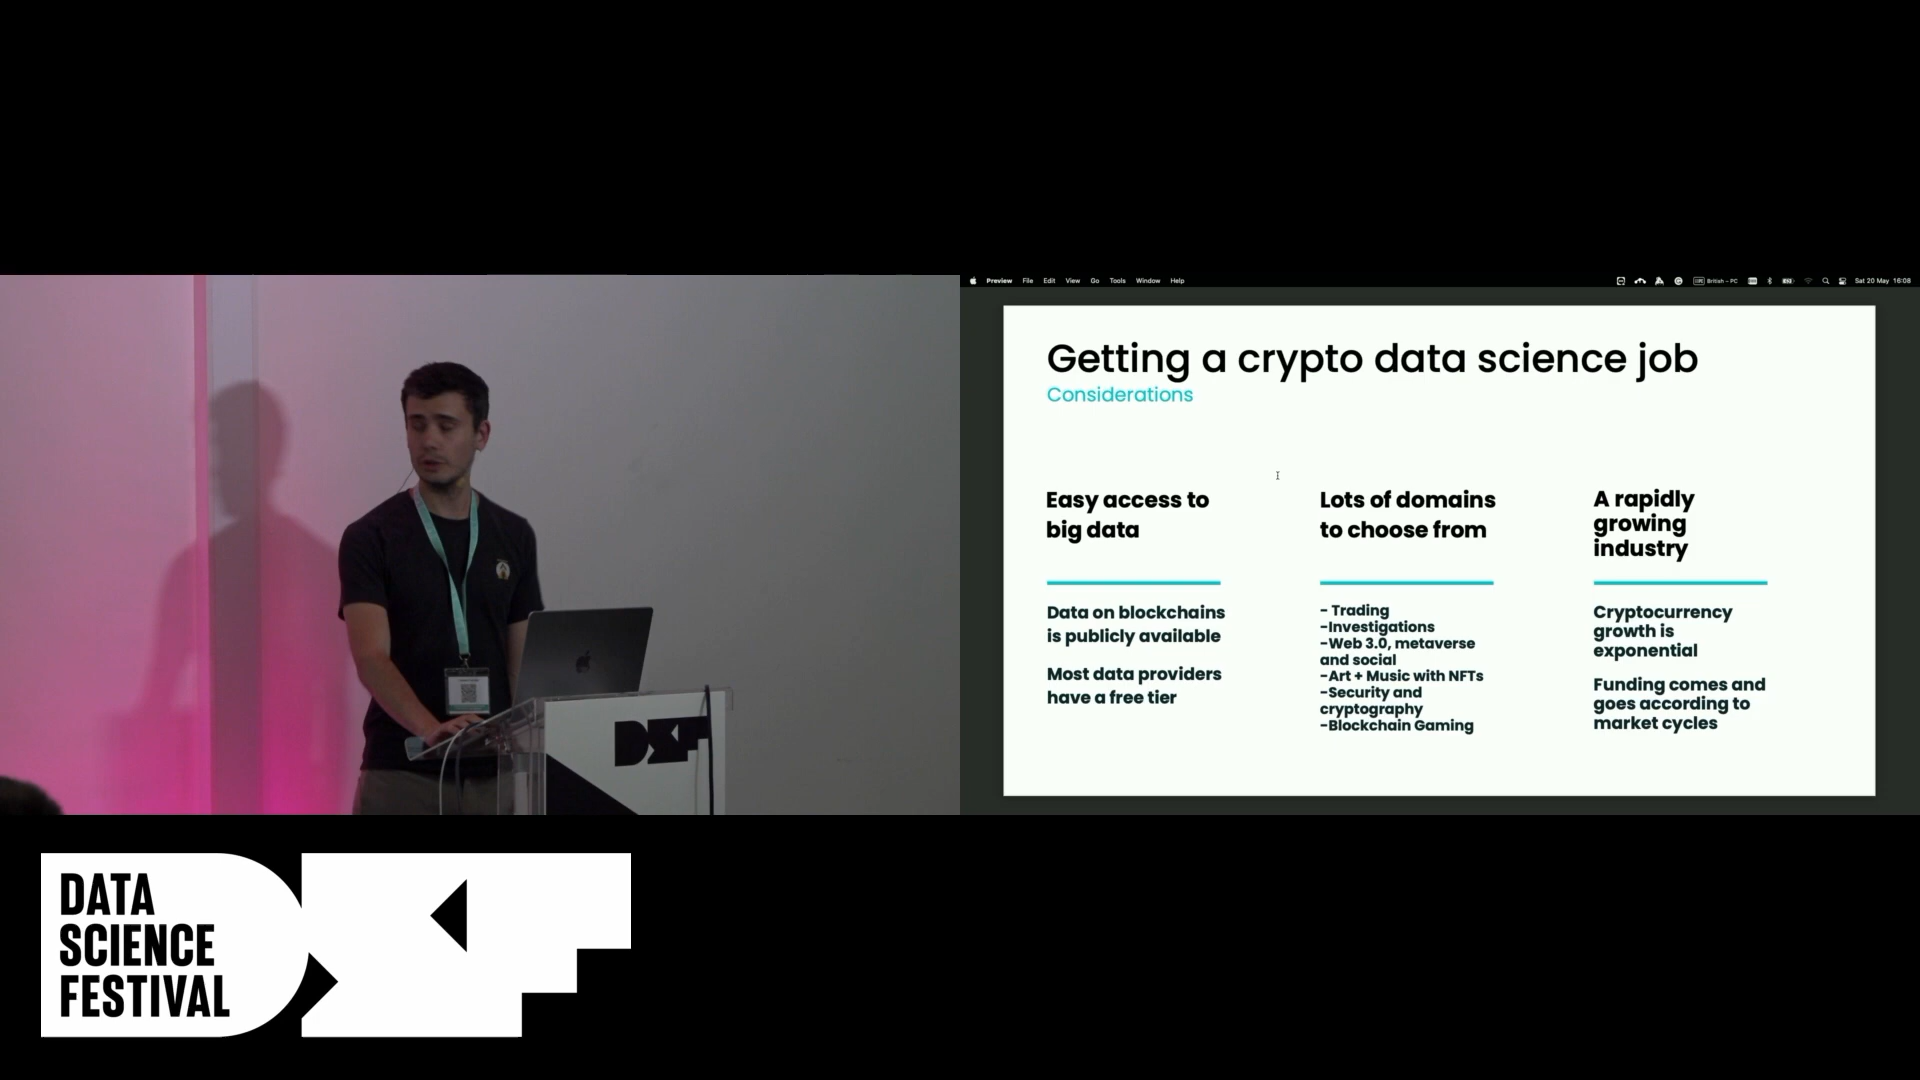 Preview File Edit View Go Tools Window Help
British – PC
Sat 20 May 16:08
Getting a crypto data science job
Considerations
Easy access to
big data
Data on blockchains
is publicly available
Most data providers
have a free tier
Lots of domains
to choose from
- Trading
-Investigations
-Web 3.0, metaverse
and social
-Art + Music with NFTs
-Security and
cryptography
-Blockchain Gaming
A rapidly
growing
industry
Cryptocurrency
growth is
exponential
Funding comes and
goes according to
market cycles
DSF
DATA
SCIENCE
FESTIVAL